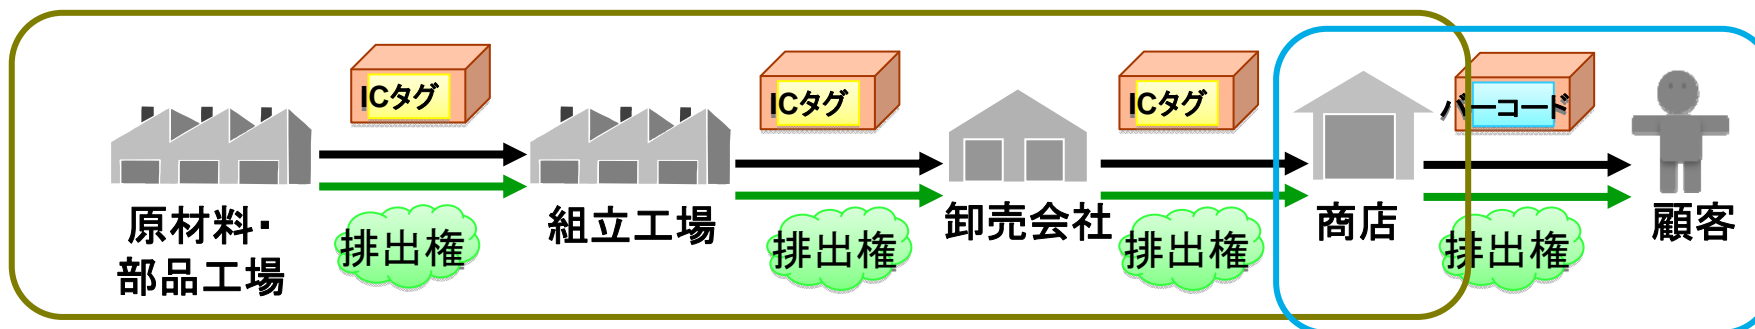 ICタグ
ICタグ
ICタグ
バーコード
原材料・
部品工場
排出権
組立工場
排出権
卸売会社
排出権
商店
排出権
顧客